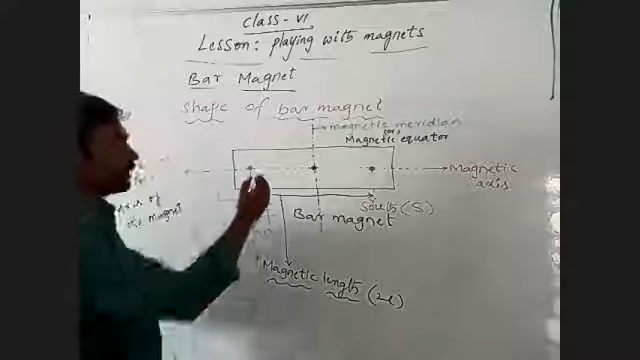 Class-VI
Lesson: playing with magnets
Bar Magnet
Shape of bar magnet
magnetic meridian
(or)
Magnetic equator
Magnetic axis
of
the magnet
South (S)
Bar magnet
Magnetic length (2l)